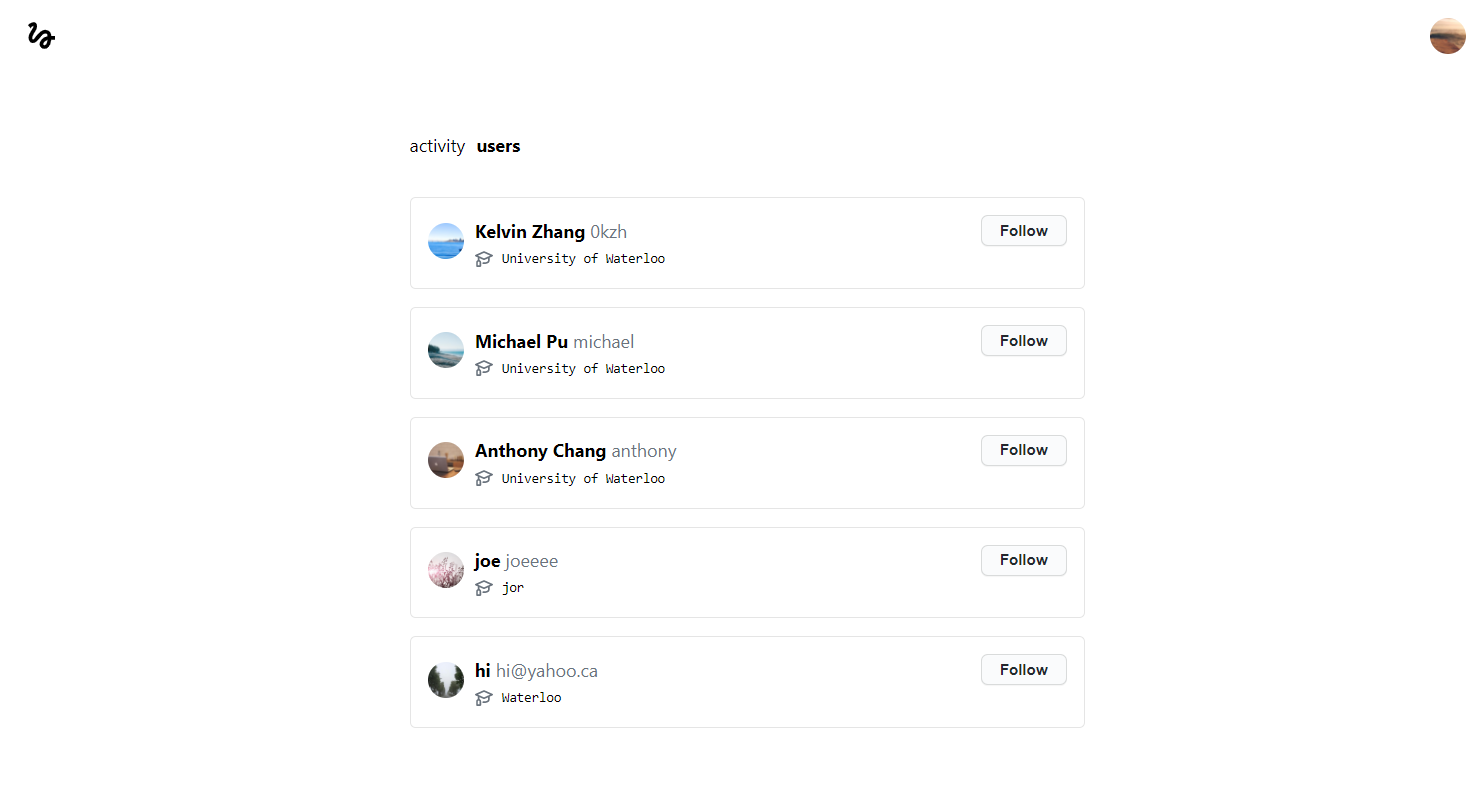 activity users
Kelvin Zhang 0kzh
Follow
University of Waterloo
Michael Pu michael
Follow
University of Waterloo
Anthony Chang anthony
Follow
University of Waterloo
joe joeeee
Follow
jor
hi hi@yahoo.ca
Follow
Waterloo